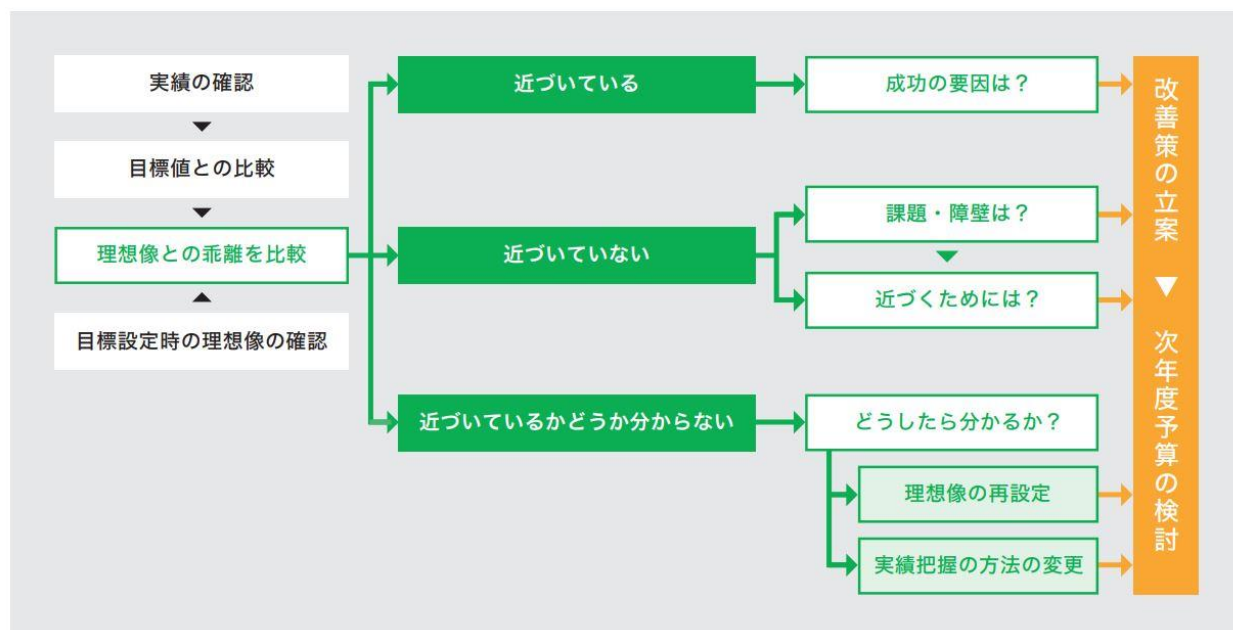 実績の確認
目標値との比較
理想像との乖離を比較
目標設定時の理想像の確認
近づいている
成功の要因は？
近づいていない
課題・障壁は？
近づくためには？
近づいているかどうか分からない
どうしたら分かるか？
理想像の再設定
実績把握の方法の変更
改善策の立案
次年度予算の検討